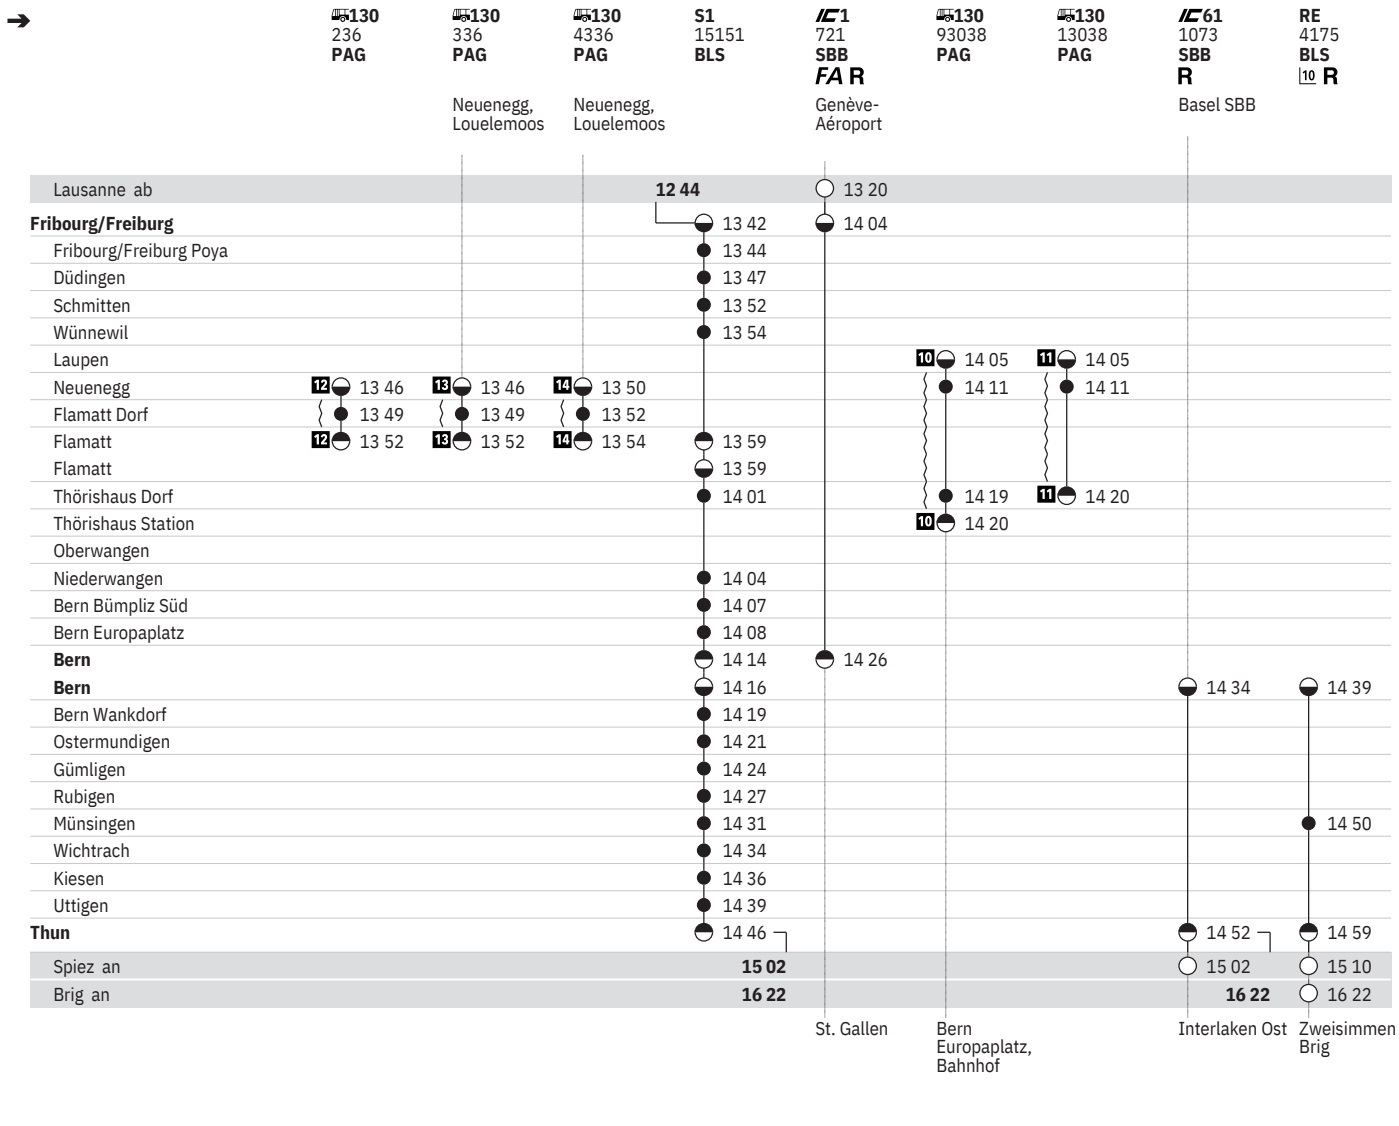 ➔ 130 130 130 S1 IC1 130 130 IC61 RE
236 336 4336 15151 721 93038 13038 1073 4175
PAG PAG PAG BLS SBB PAG PAG SBB BLS
FA R R 10 R
Neuenegg, Neuenegg, Genève- Basel SBB
Louelemoos Louelemoos Aéroport
Lausanne ab 12 44 13 20
Fribourg/Freiburg 13 42 14 04
Fribourg/Freiburg Poya 13 44
Düdingen 13 47
Schmitten 13 52
Wünnewil 13 54
Laupen 10 14 05 11 14 05
Neuenegg 12 13 46 13 13 46 14 13 50 14 11 14 11
Flamatt Dorf 13 49 13 49 13 52
Flamatt 12 13 52 13 13 52 14 13 54 13 59
Flamatt 13 59
Thörishaus Dorf 14 01 14 19 11 14 20
Thörishaus Station 10 14 20
Oberwangen
Niederwangen 14 04
Bern Bümpliz Süd 14 07
Bern Europaplatz 14 08
Bern 14 14 14 26
Bern 14 16 14 34 14 39
Bern Wankdorf 14 19
Ostermundigen 14 21
Gümligen 14 24
Rubigen 14 27
Münsingen 14 31 14 50
Wichtrach 14 34
Kiesen 14 36
Uttigen 14 39
Thun 14 46 14 52 14 59
Spiez an 15 02 15 02 15 10
Brig an 16 22 16 22 16 22
St. Gallen Bern Interlaken Ost Zweisimmen
Europaplatz, Brig
Bahnhof